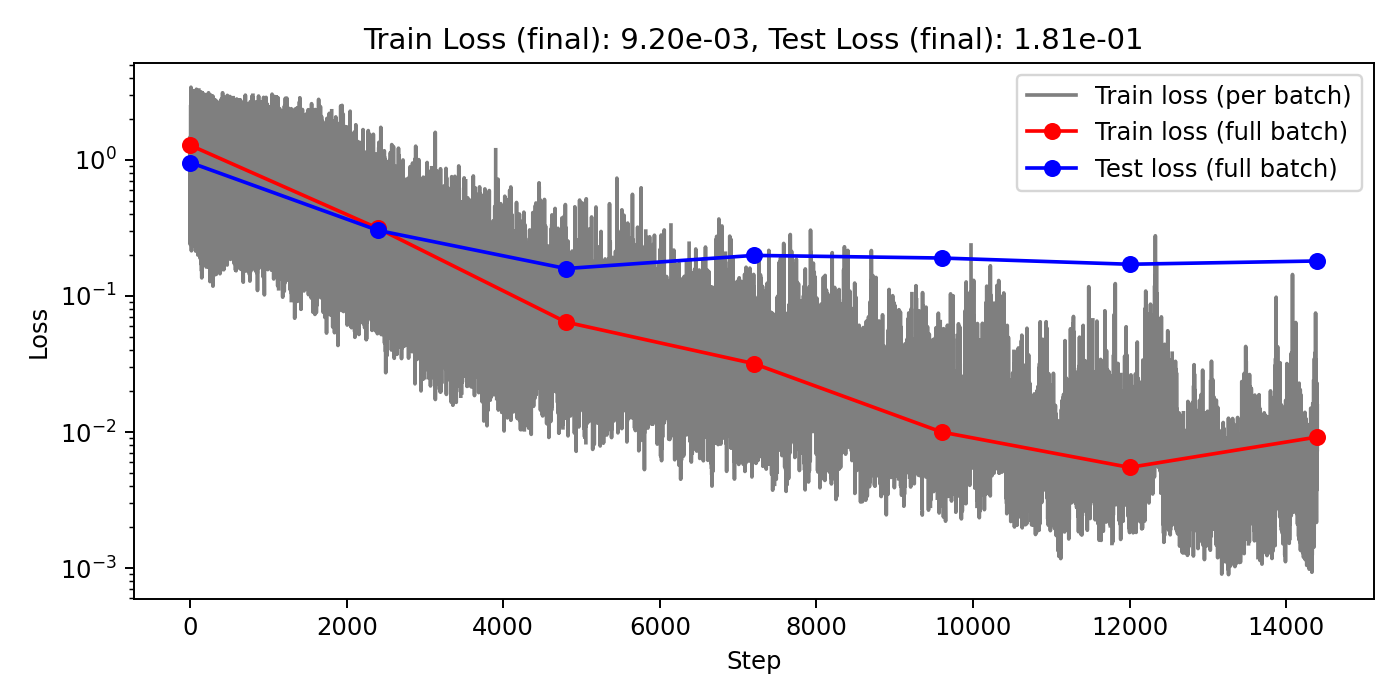 Train Loss (final): 9.20e-03, Test Loss (final): 1.81e-01
Train loss (per batch)
Train loss (full batch)
Test loss (full batch)
Loss
10⁰
10⁻¹
10⁻²
10⁻³
0 2000 4000 6000 8000 10000 12000 14000
Step